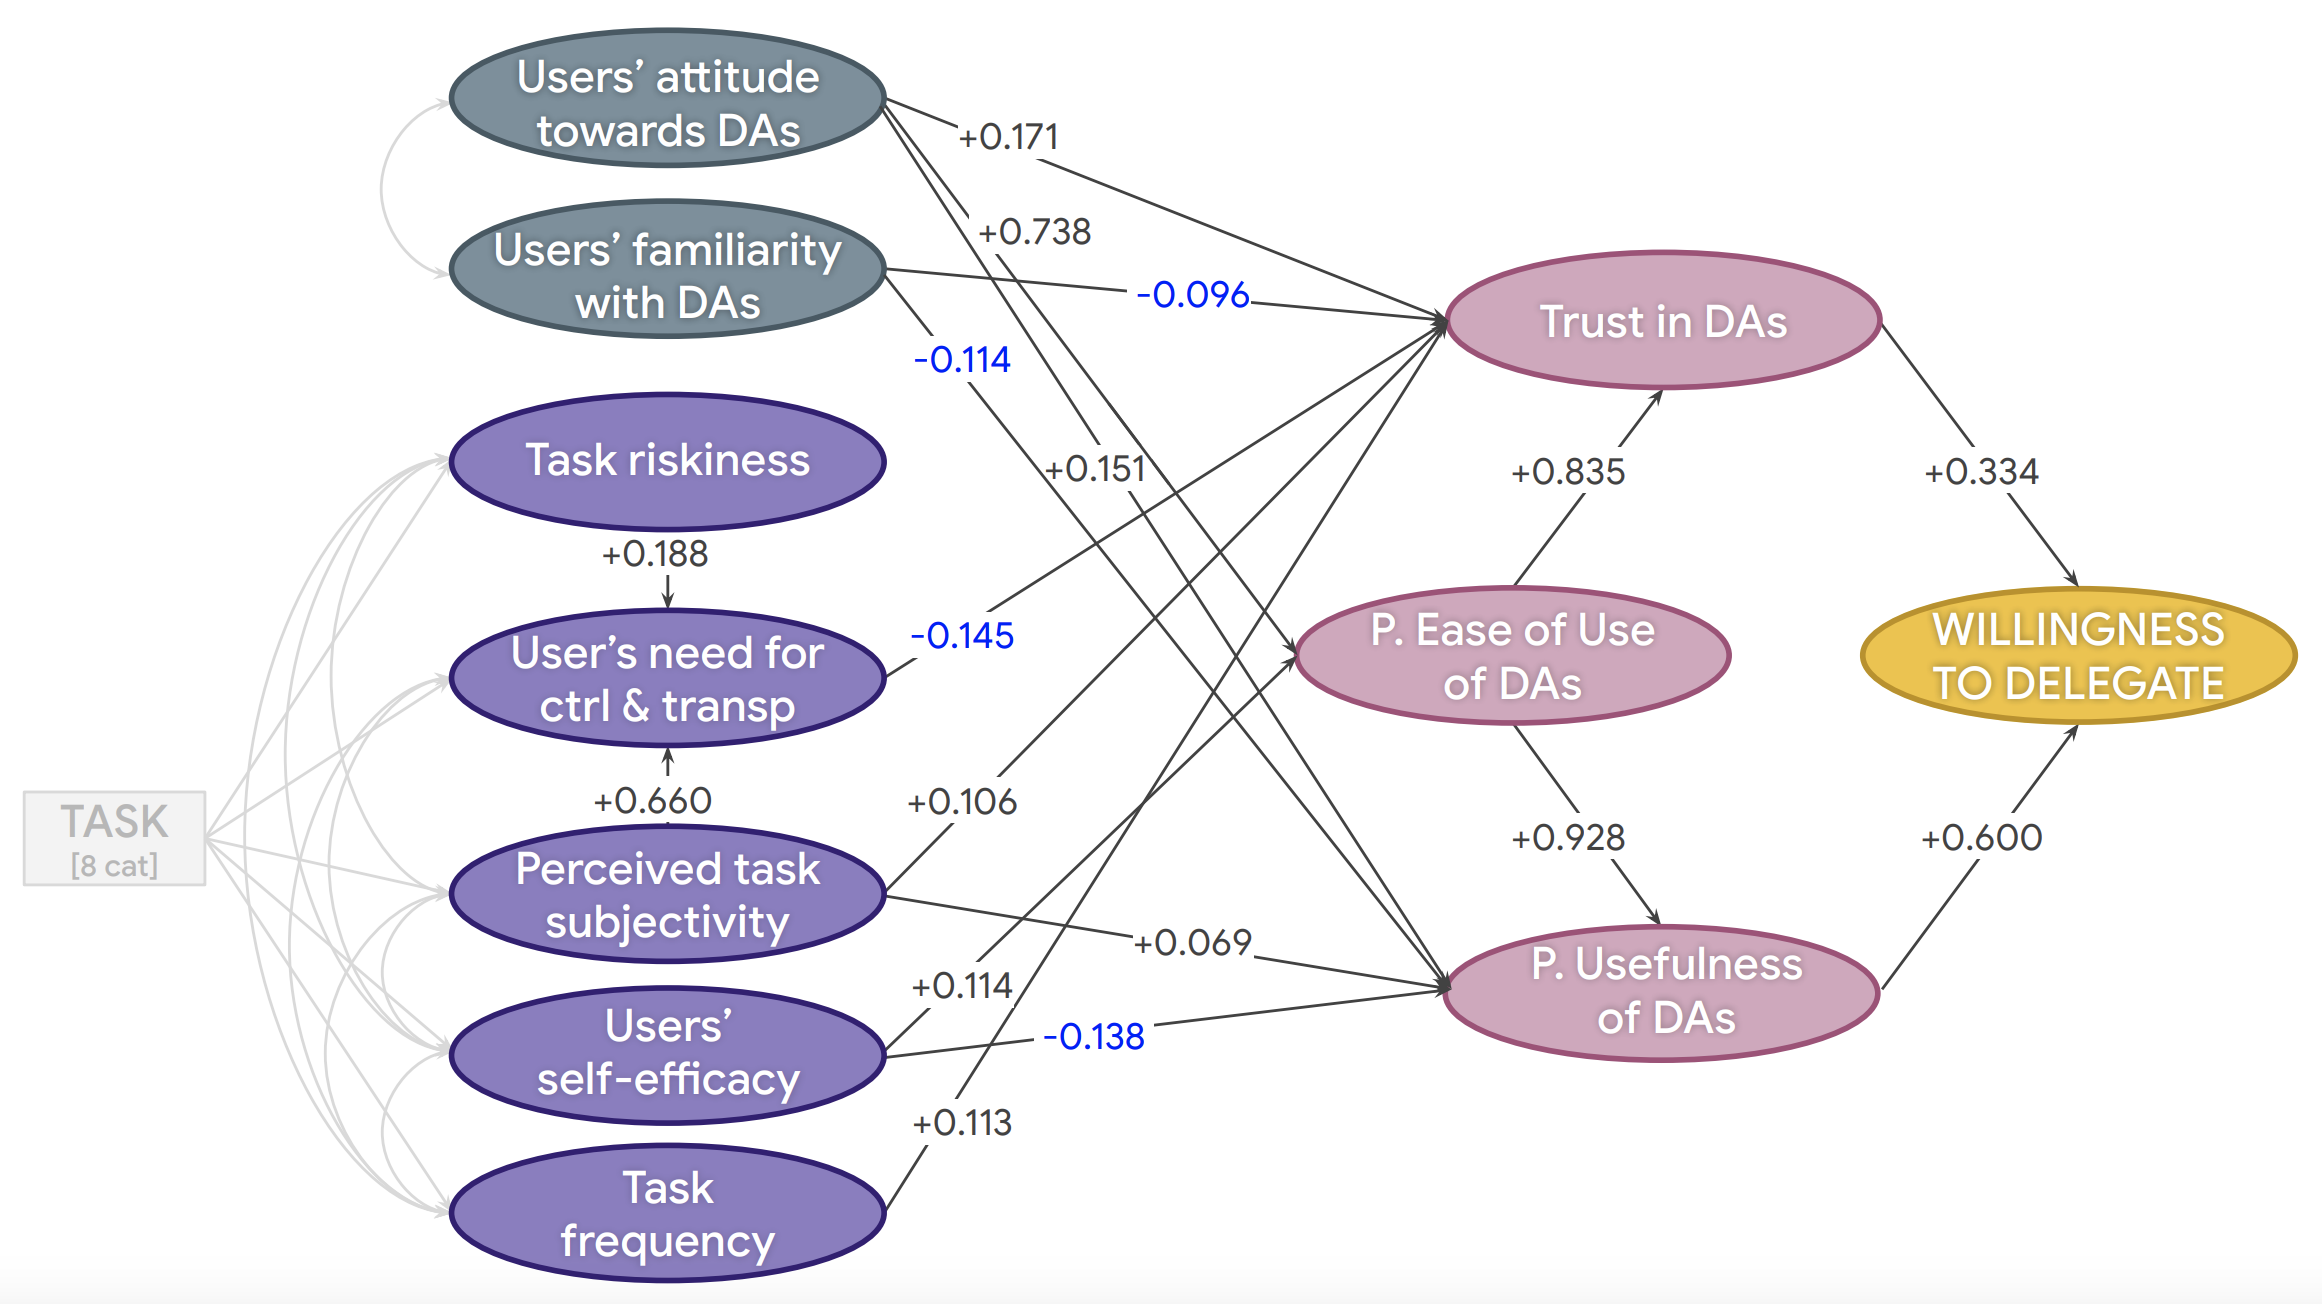 Users’ attitude
towards DAs
+0.171
+0.738
Users’ familiarity
with DAs
-0.096
-0.114
Trust in DAs
Task riskiness
+0.151
+0.835
+0.334
+0.188
User’s need for
ctrl & transp
-0.145
P. Ease of Use
of DAs
WILLINGNESS
TO DELEGATE
TASK
[8 cat]
+0.660
+0.106
+0.928
+0.600
Perceived task
subjectivity
+0.069
P. Usefulness
of DAs
+0.114
Users’
self-efficacy
-0.138
+0.113
Task
frequency